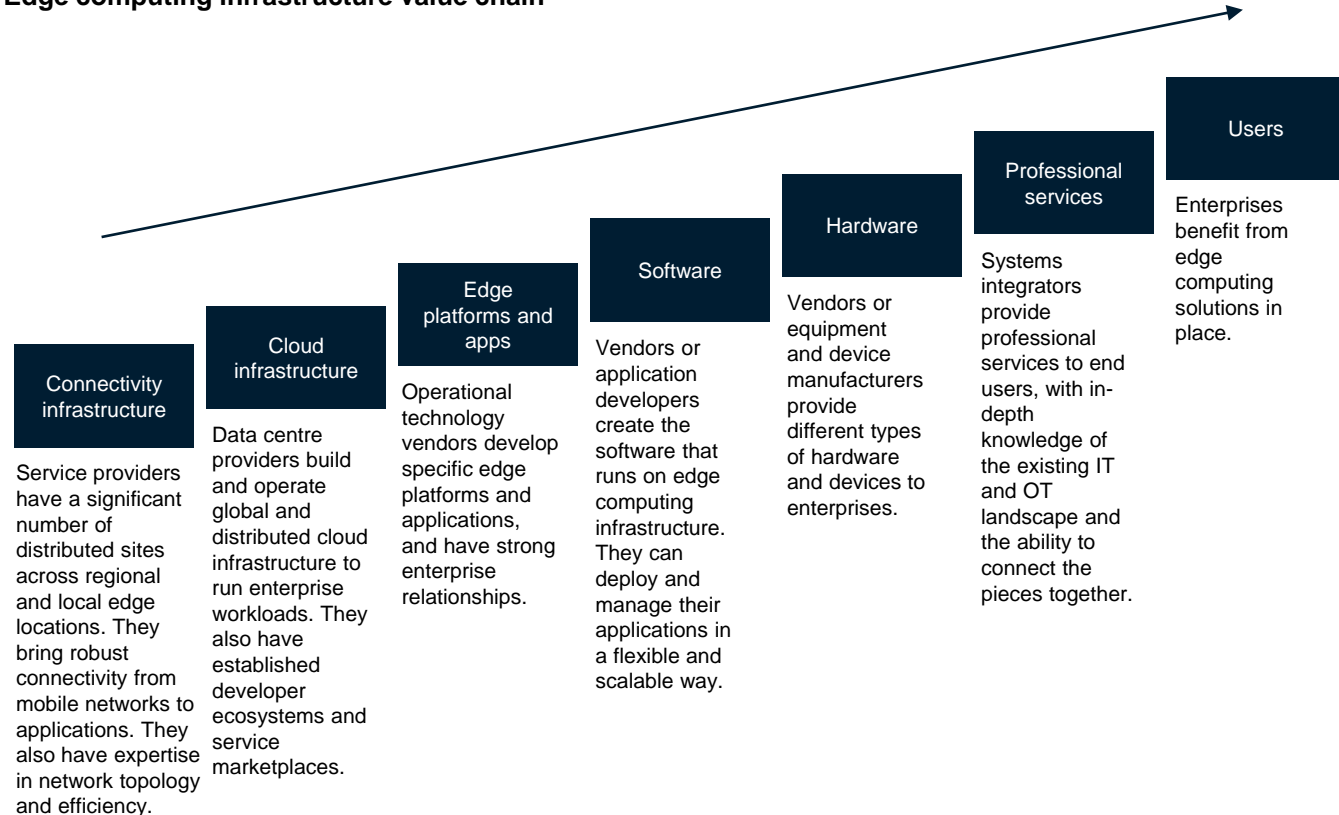 Edge computing infrastructure value chain
Users
Enterprises
benefit from
edge
computing
solutions in
place.
Professional
services
Systems
integrators
provide
professional
services to end
users, with in-
depth
knowledge of
the existing IT
and OT
landscape and
the ability to
connect the
pieces together.
Hardware
Vendors or
equipment
and device
manufacturers
provide
different types
of hardware
and devices to
enterprises.
Software
Vendors or
application
developers
create the
software that
runs on edge
computing
infrastructure.
They can
deploy and
manage their
applications in
a flexible and
scalable way.
Edge
platforms and
apps
Operational
technology
vendors develop
specific edge
platforms and
applications,
and have strong
enterprise
relationships.
Cloud
infrastructure
Data centre
providers build
and operate
global and
distributed cloud
infrastructure to
run enterprise
workloads. They
also have
established
developer
ecosystems and
service
marketplaces.
Connectivity
infrastructure
Service providers
have a significant
number of
distributed sites
across regional
and local edge
locations. They
bring robust
connectivity from
mobile networks to
applications. They
also have expertise
in network topology
and efficiency.